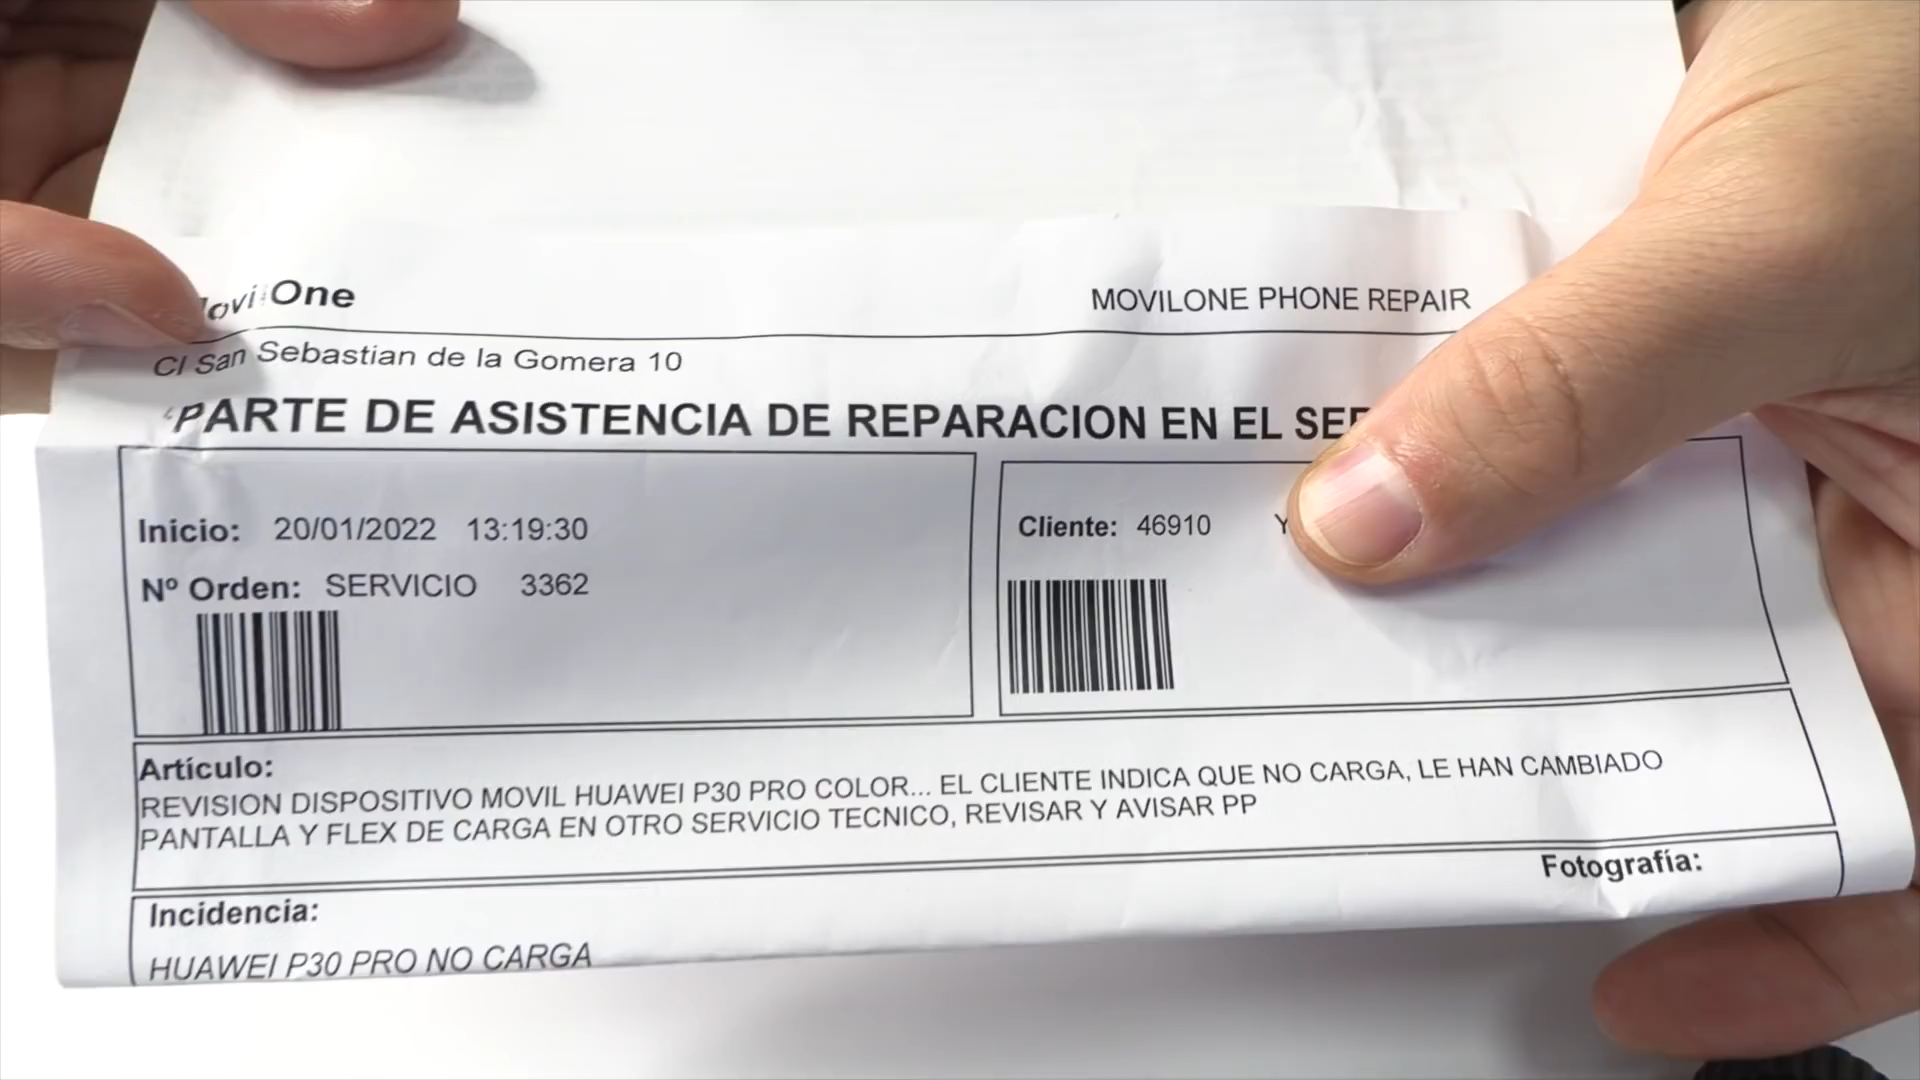 MovilOne
MOVILONE PHONE REPAIR
Cl San Sebastian de la Gomera 10
PARTE DE ASISTENCIA DE REPARACION EN EL
Inicio: 20/01/2022 13:19:30
Nº Orden: SERVICIO 3362
Cliente: 46910
Artículo:
REVISION DISPOSITIVO MOVIL HUAWEI P30 PRO COLOR... EL CLIENTE INDICA QUE NO CARGA, LE HAN CAMBIADO
PANTALLA Y FLEX DE CARGA EN OTRO SERVICIO TECNICO, REVISAR Y AVISAR PP
Fotografía:
Incidencia:
HUAWEI P30 PRO NO CARGA